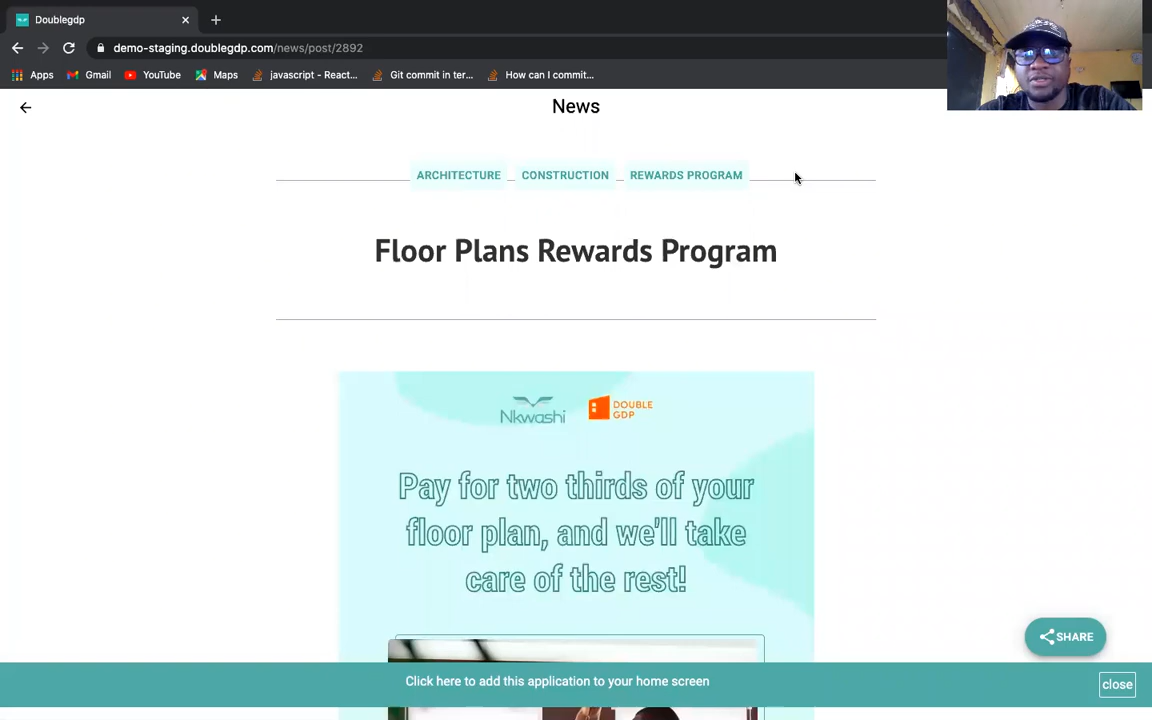 Doublegdp
demo-staging.doublegdp.com/news/post/2892
Apps Gmail YouTube Maps javascript - React... Git commit in ter... How can I commit...
News
ARCHITECTURE CONSTRUCTION REWARDS PROGRAM
Floor Plans Rewards Program
Nkwashi DOUBLE GDP
Pay for two thirds of your
floor plan, and we'll take
care of the rest!
SHARE
Click here to add this application to your home screen
close